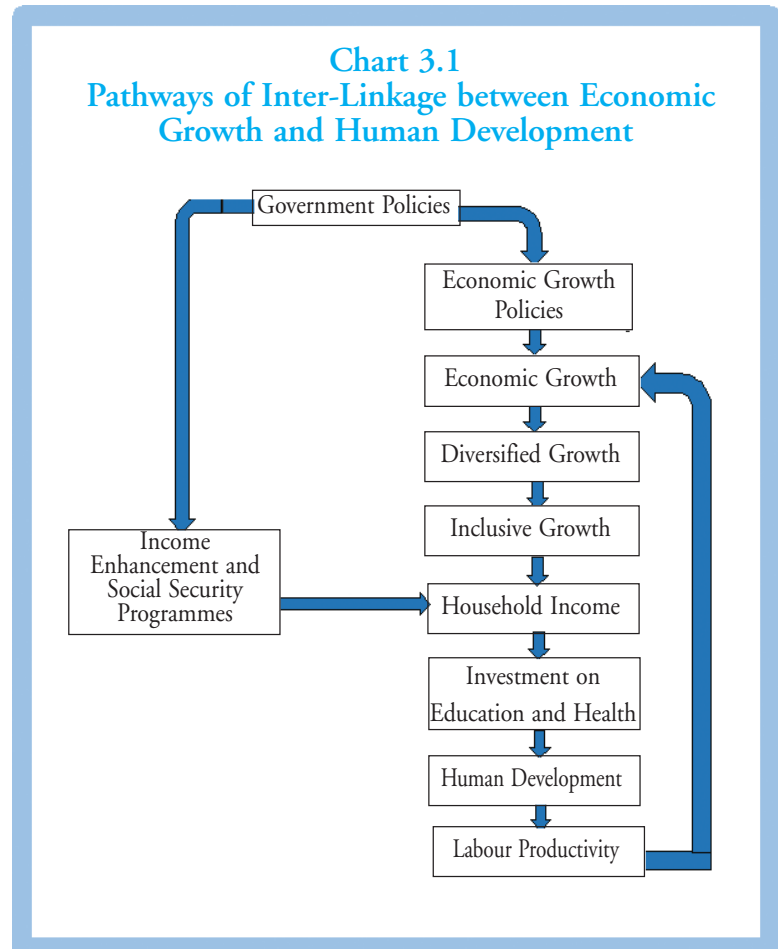 Chart 3.1
Pathways of Inter-Linkage between Economic
Growth and Human Development
Government Policies
Economic Growth
Policies
Economic Growth
Diversified Growth
Inclusive Growth
Income
Enhancement and
Social Security
Programmes
Household Income
Investment on
Education and Health
Human Development
Labour Productivity